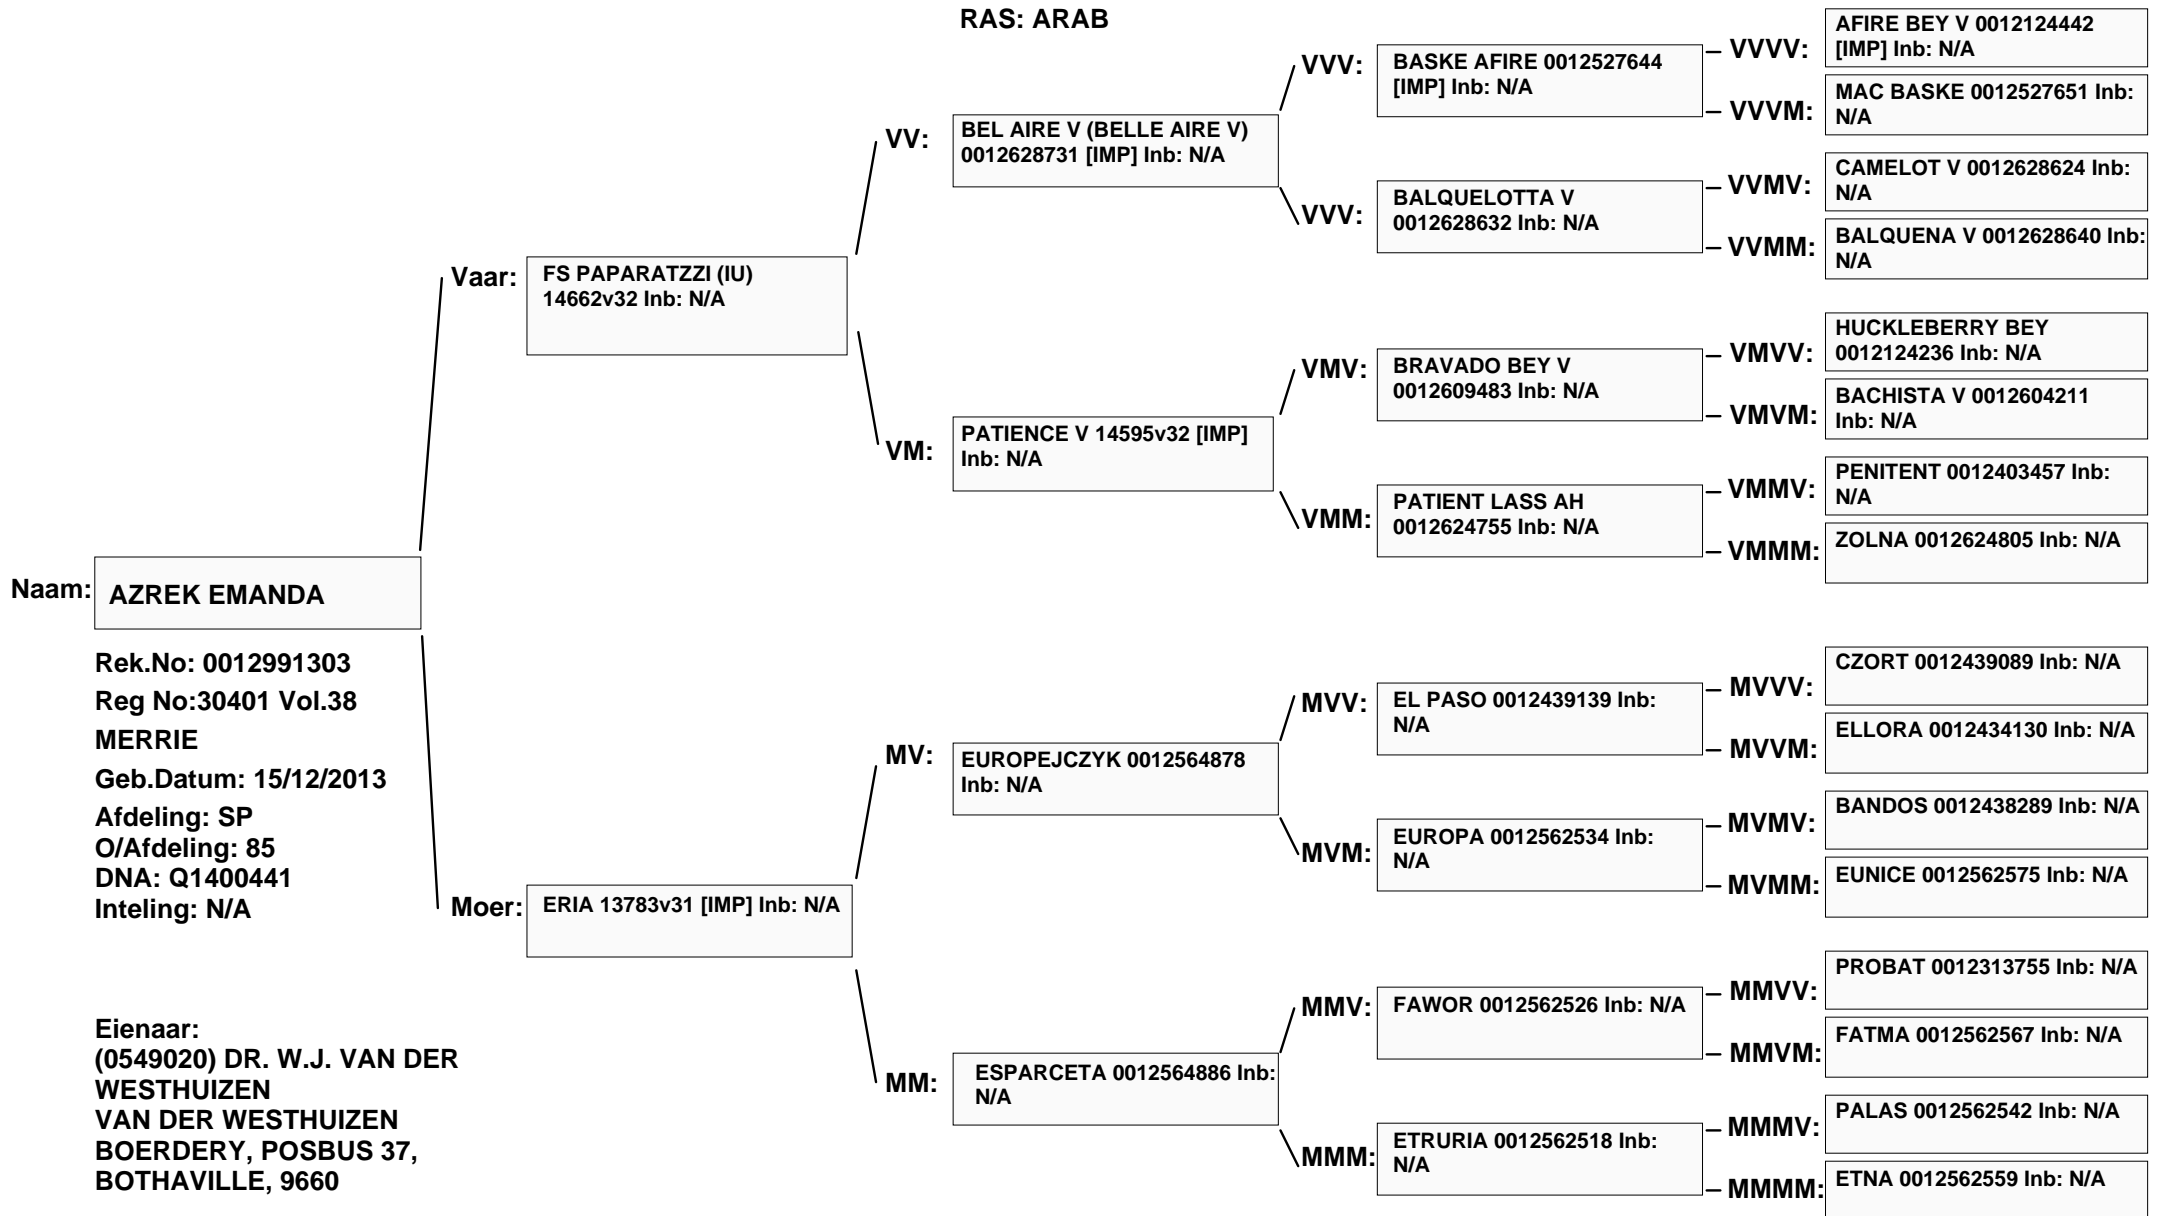 RAS: ARAB
Naam:
AZREK EMANDA
Rek.No: 0012991303
Reg No:30401 Vol.38
MERRIE
Geb.Datum: 15/12/2013
Afdeling: SP
O/Afdeling: 85
DNA: Q1400441
Inteling: N/A
Eienaar:
(0549020) DR. W.J. VAN DER
WESTHUIZEN
VAN DER WESTHUIZEN
BOERDERY, POSBUS 37,
BOTHAVILLE, 9660
Vaar:
FS PAPARATZZI (IU)
14662v32 Inb: N/A
Moer:
ERIA 13783v31 [IMP] Inb: N/A
VV:
BEL AIRE V (BELLE AIRE V)
0012628731 [IMP] Inb: N/A
VM:
PATIENCE V 14595v32 [IMP]
Inb: N/A
MV:
EUROPEJCZYK 0012564878
Inb: N/A
MM:
ESPARCETA 0012564886 Inb:
N/A
VVV:
BASKE AFIRE 0012527644
[IMP] Inb: N/A
VVV:
BALQUELOTTA V
0012628632 Inb: N/A
VMV:
BRAVADO BEY V
0012609483 Inb: N/A
VMM:
PATIENT LASS AH
0012624755 Inb: N/A
MVV:
EL PASO 0012439139 Inb:
N/A
MVM:
EUROPA 0012562534 Inb:
N/A
MMV:
FAWOR 0012562526 Inb: N/A
MMM:
ETRURIA 0012562518 Inb:
N/A
VVVV:
AFIRE BEY V 0012124442
[IMP] Inb: N/A
VVVM:
MAC BASKE 0012527651 Inb:
N/A
VVMV:
CAMELOT V 0012628624 Inb:
N/A
VVMM:
BALQUENA V 0012628640 Inb:
N/A
VMVV:
HUCKLEBERRY BEY
0012124236 Inb: N/A
VMVM:
BACHISTA V 0012604211
Inb: N/A
VMMV:
PENITENT 0012403457 Inb:
N/A
VMMM:
ZOLNA 0012624805 Inb: N/A
MVVV:
CZORT 0012439089 Inb: N/A
MVVM:
ELLORA 0012434130 Inb: N/A
MVMV:
BANDOS 0012438289 Inb: N/A
MVMM:
EUNICE 0012562575 Inb: N/A
MMVV:
PROBAT 0012313755 Inb: N/A
MMVM:
FATMA 0012562567 Inb: N/A
MMMV:
PALAS 0012562542 Inb: N/A
MMMM:
ETNA 0012562559 Inb: N/A